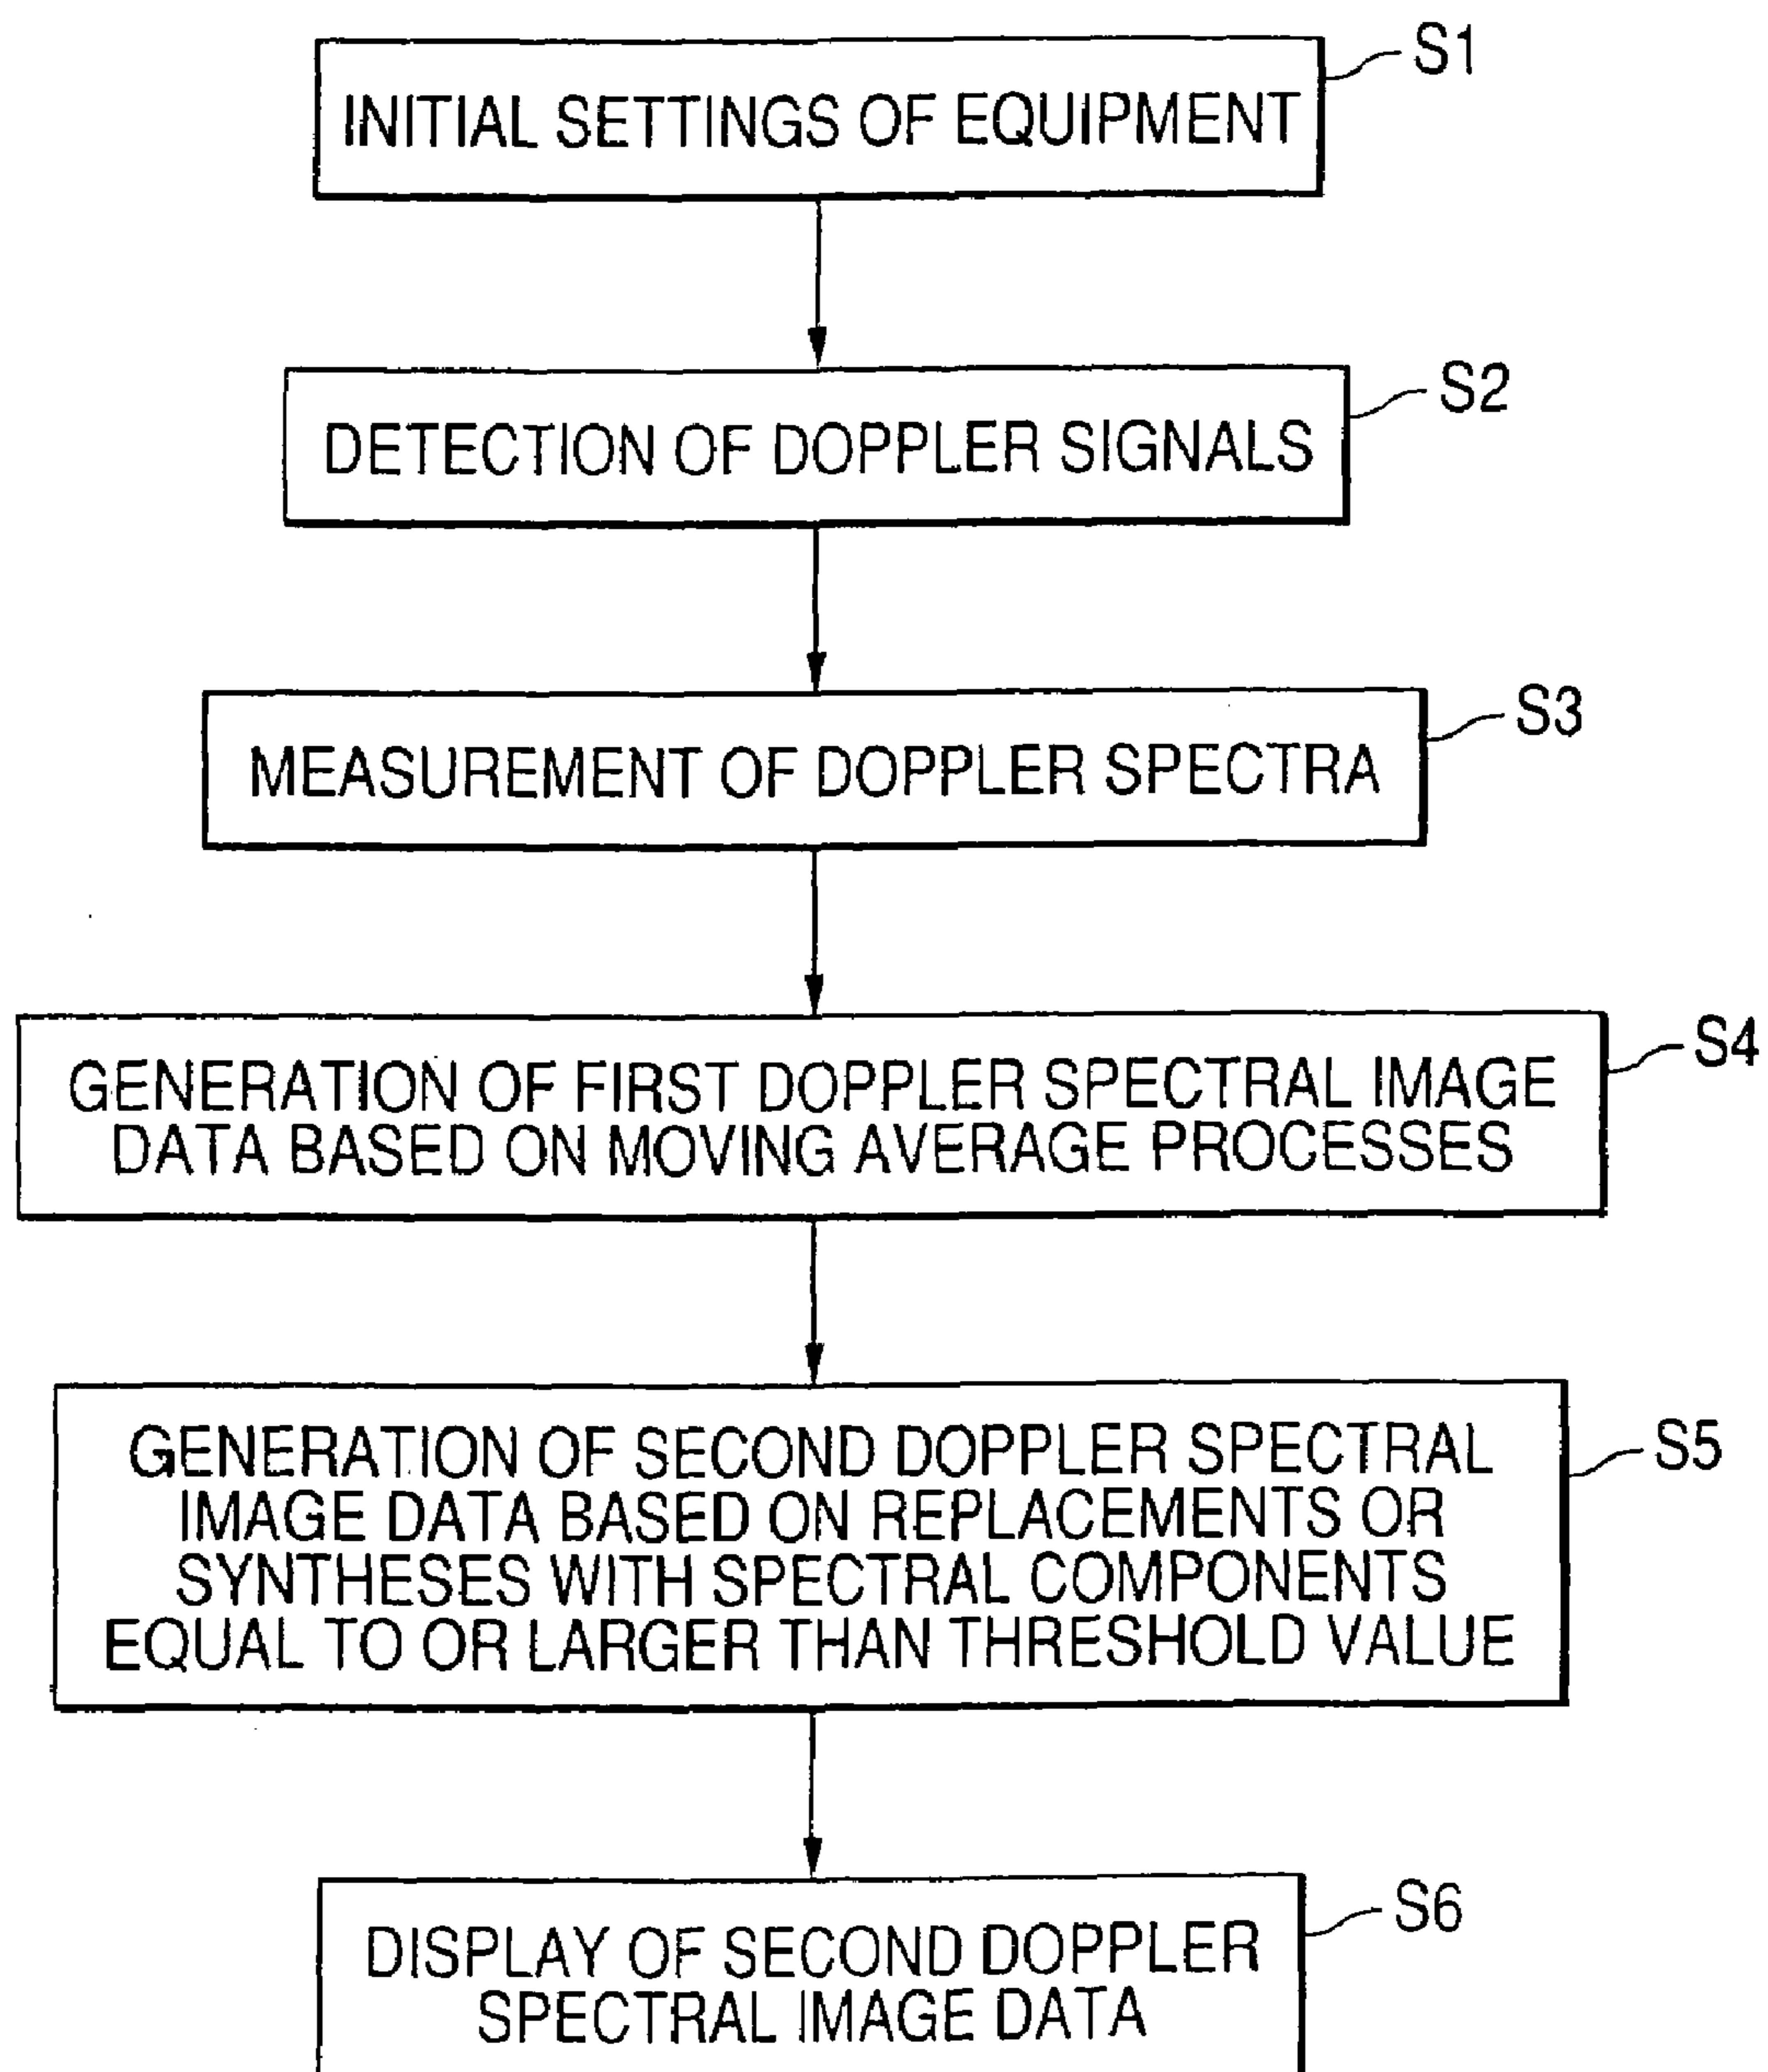 S1
INITIAL SETTINGS OF EQUIPMENT
S2
DETECTION OF DOPPLER SIGNALS
S3
MEASUREMENT OF DOPPLER SPECTRA
S4
GENERATION OF FIRST DOPPLER SPECTRAL IMAGE
DATA BASED ON MOVING AVERAGE PROCESSES
S5
GENERATION OF SECOND DOPPLER SPECTRAL
IMAGE DATA BASED ON REPLACEMENTS OR
SYNTHESES WITH SPECTRAL COMPONENTS
EQUAL TO OR LARGER THAN THRESHOLD VALUE
S6
DISPLAY OF SECOND DOPPLER
SPECTRAL IMAGE DATA